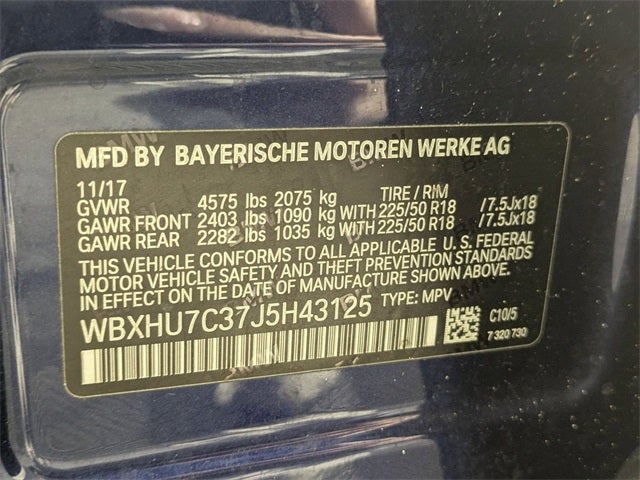 MFD BY BAYERISCHE MOTOREN WERKE AG
11/17 TIRE / RIM
GVWR 4575 lbs 2075 kg
GAWR FRONT 2403 lbs 1090 kg WITH 225/50 R18 /7.5Jx18
GAWR REAR 2282 lbs 1035 kg WITH 225/50 R18 /7.5Jx18
THIS VEHICLE CONFORMS TO ALL APPLICABLE U.S. FEDERAL
MOTOR VEHICLE SAFETY AND THEFT PREVENTION STANDARDS
IN EFFECT ON THE DATE OF MANUFACTURE SHOWN ABOVE.
WBXHU7C37J5H43125 TYPE: MPV
C10/5
7 320 730